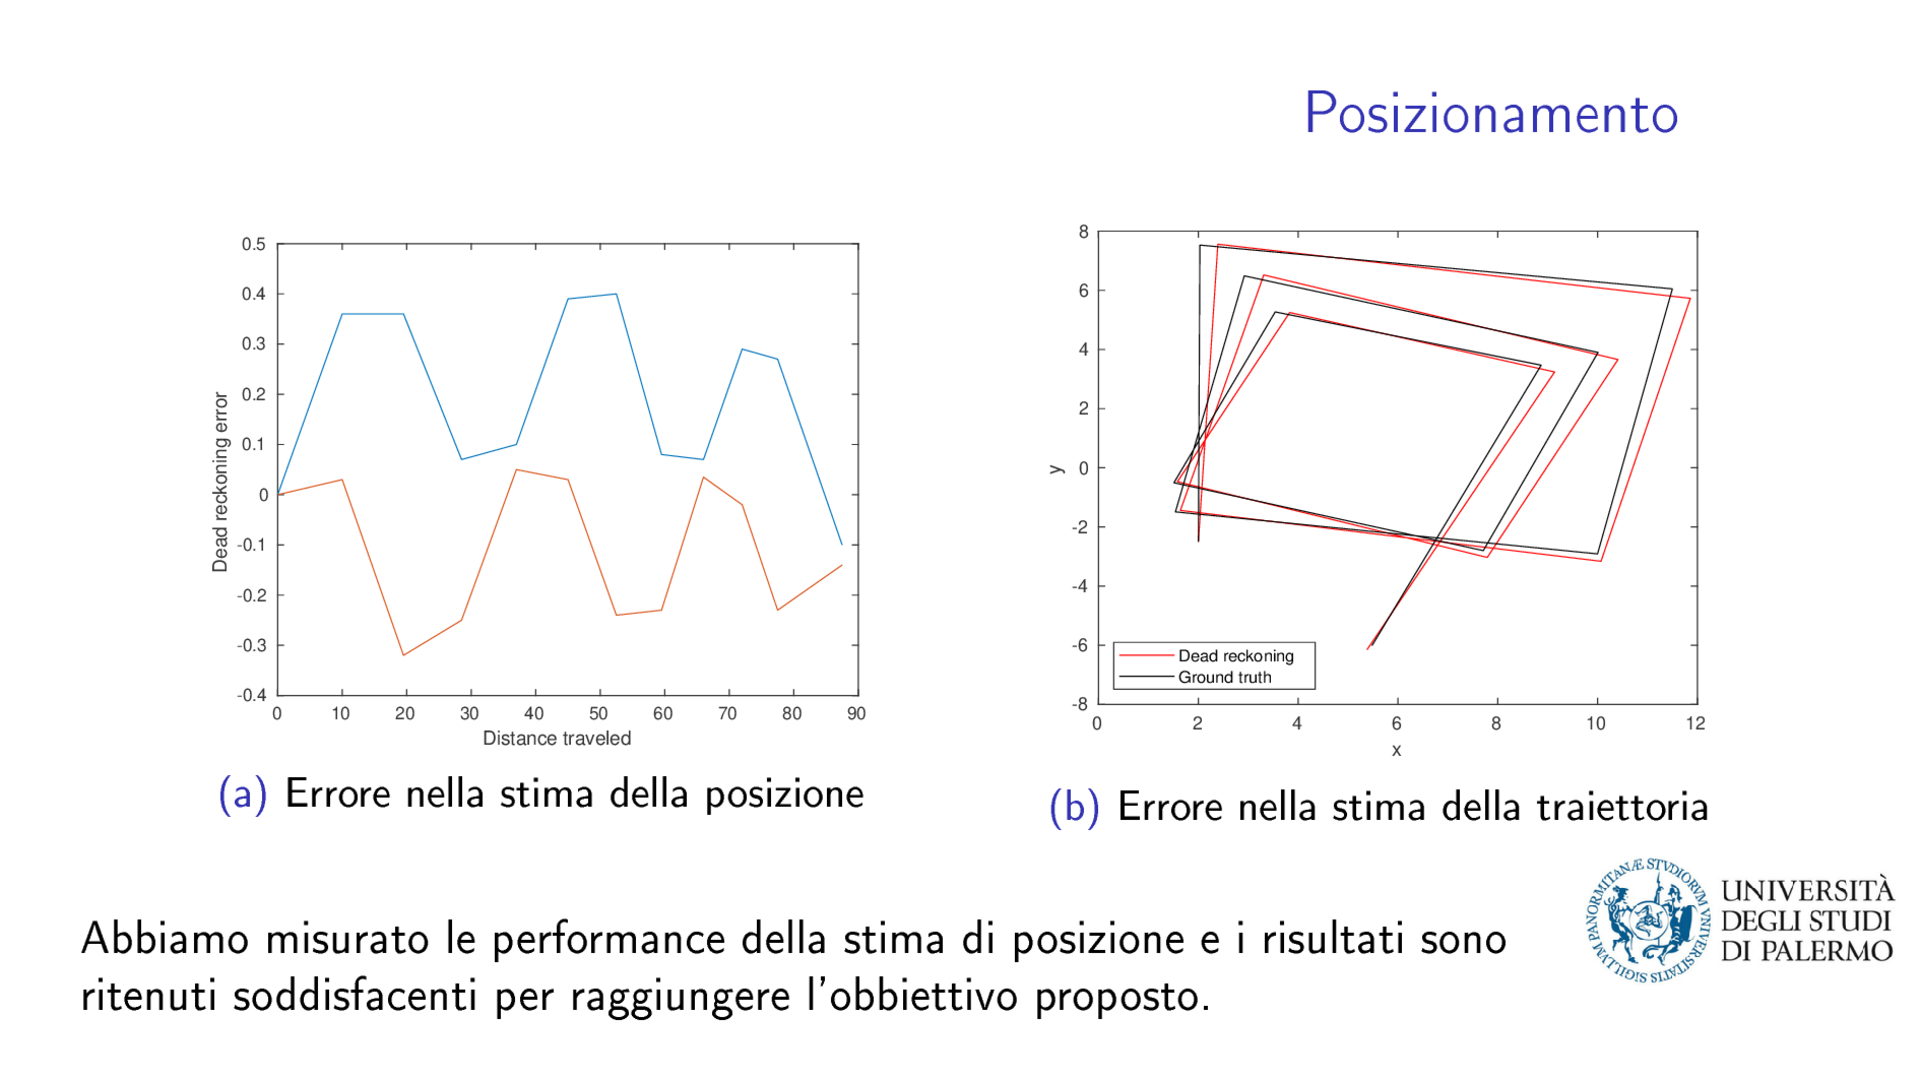 Posizionamento
0.5
0.4
0.3
0.2
0.1
0
-0.1
-0.2
-0.3
-0.4
Dead reckoning error
0 10 20 30 40 50 60 70 80 90
Distance traveled
(a) Errore nella stima della posizione
8
6
4
2
0
-2
-4
-6
-8
y
Dead reckoning
Ground truth
0 2 4 6 8 10 12
x
(b) Errore nella stima della traiettoria
Abbiamo misurato le performance della stima di posizione e i risultati sono
ritenuti soddisfacenti per raggiungere l'obbiettivo proposto.
UNIVERSITÀ
DEGLI STUDI
DI PALERMO